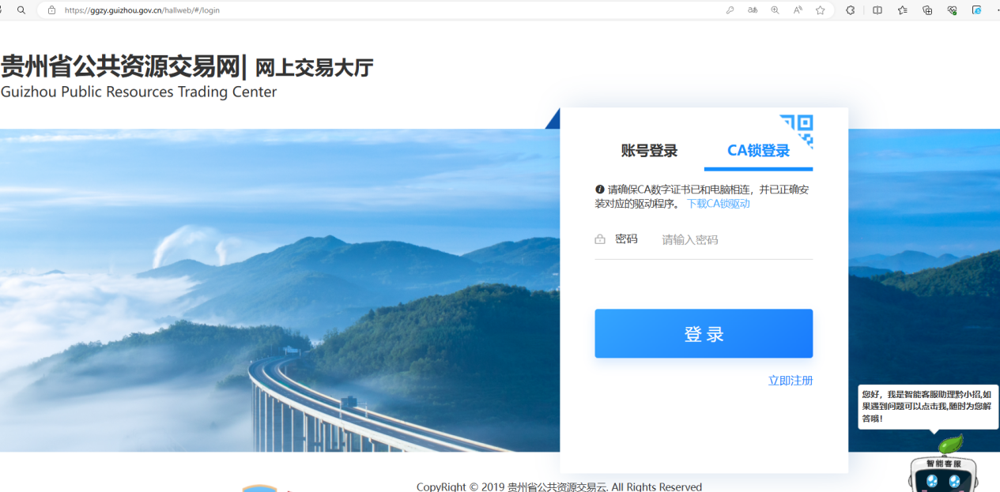 https://ggzy.guizhou.gov.cn/hallweb/#/login
贵州省公共资源交易网| 网上交易大厅
Guizhou Public Resources Trading Center
账号登录
CA锁登录
请确保CA数字证书已和电脑相连，并已正确安
装对应的驱动程序。 下载CA锁驱动
密码 请输入密码
登 录
立即注册
您好，我是智能客服助理黔小招,如
果遇到问题可以点击我,随时为您解
答哦!
智能客服
CopyRight © 2019 贵州省公共资源交易云. All Rights Reserved